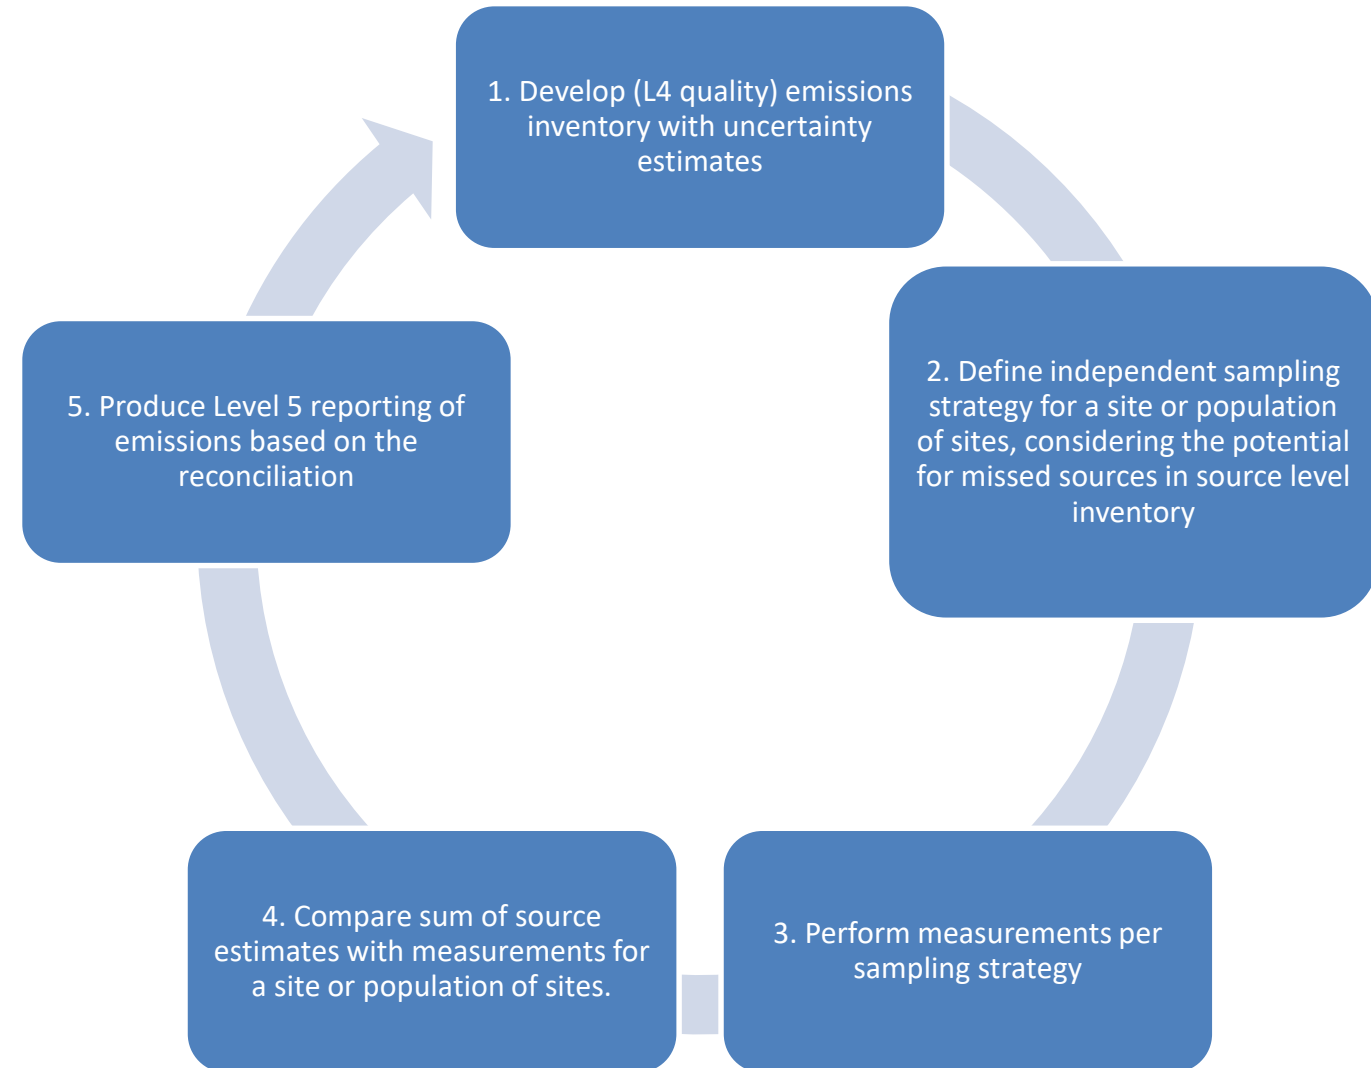 1. Develop (L4 quality) emissions
inventory with uncertainty
estimates
2. Define independent sampling
strategy for a site or population
of sites, considering the potential
for missed sources in source level
inventory
3. Perform measurements per
sampling strategy
4. Compare sum of source
estimates with measurements for
a site or population of sites.
5. Produce Level 5 reporting of
emissions based on the
reconciliation